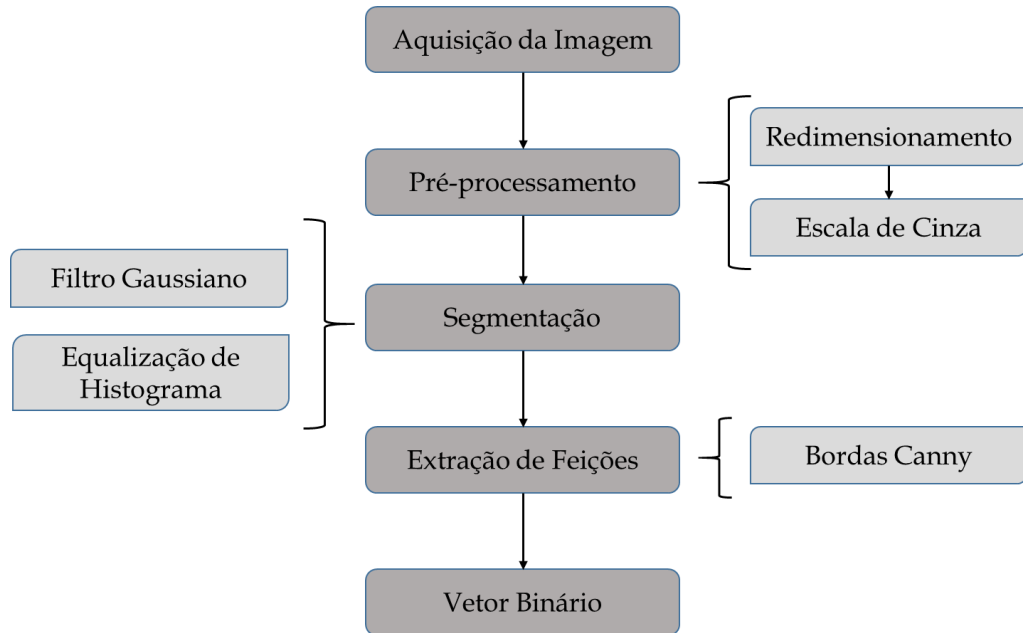 Aquisição da Imagem
Pré-processamento
Redimensionamento
Escala de Cinza
Filtro Gaussiano
Equalização de
Histograma
Segmentação
Extração de Feições
Bordas Canny
Vetor Binário